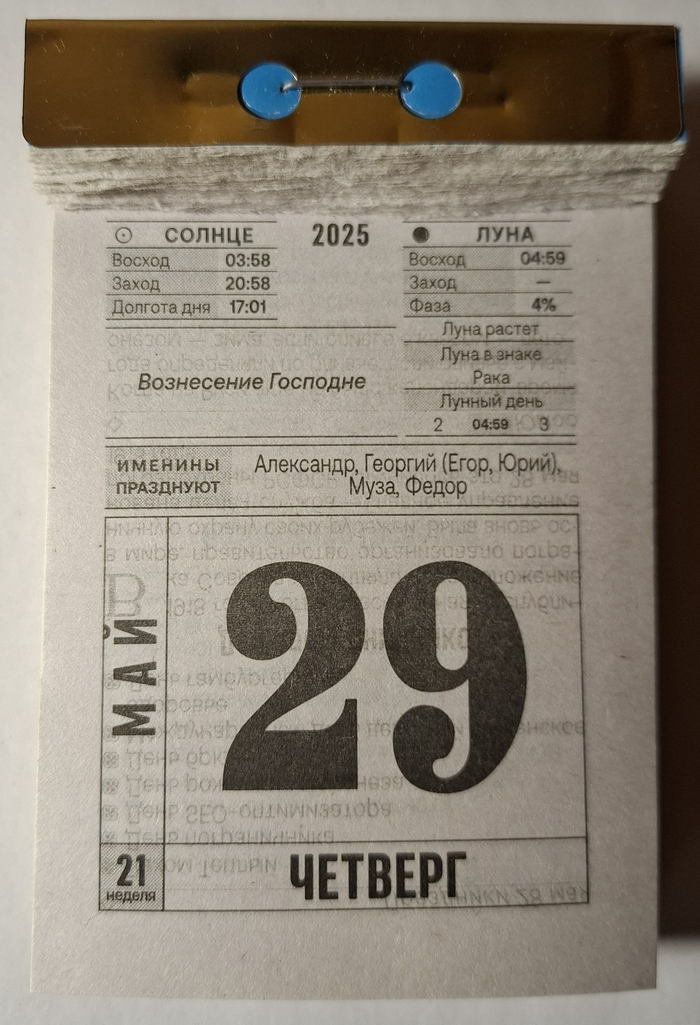 СОЛНЦЕ
Восход 03:58
Заход 20:58
Долгота дня 17:01
2025
ЛУНА
Восход 04:59
Заход —
Фаза 4%
Луна растет
Луна в знаке
Рака
Лунный день
2 04:59 3
Вознесение Господне
ИМЕНИНЫ
ПРАЗДНУЮТ
Александр, Георгий (Егор, Юрий),
Муза, Федор
МАЙ
29
21
неделя
ЧЕТВЕРГ